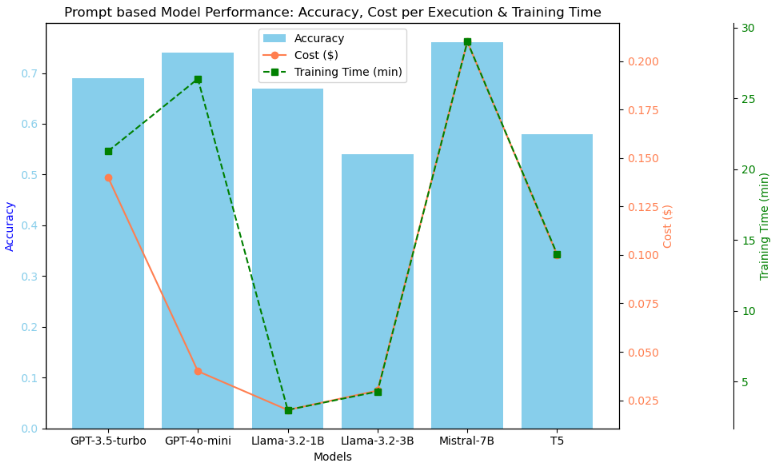 Prompt based Model Performance: Accuracy, Cost per Execution & Training Time
Accuracy
Cost ($)
Training Time (min)
0.7
0.6
0.5
0.4
0.3
0.2
0.1
0.0
Accuracy
0.200
0.175
0.150
0.125
0.100
0.075
0.050
0.025
Cost ($)
30
25
20
15
10
5
Training Time (min)
GPT-3.5-turbo GPT-4o-mini Llama-3.2-1B Llama-3.2-3B Mistral-7B T5
Models